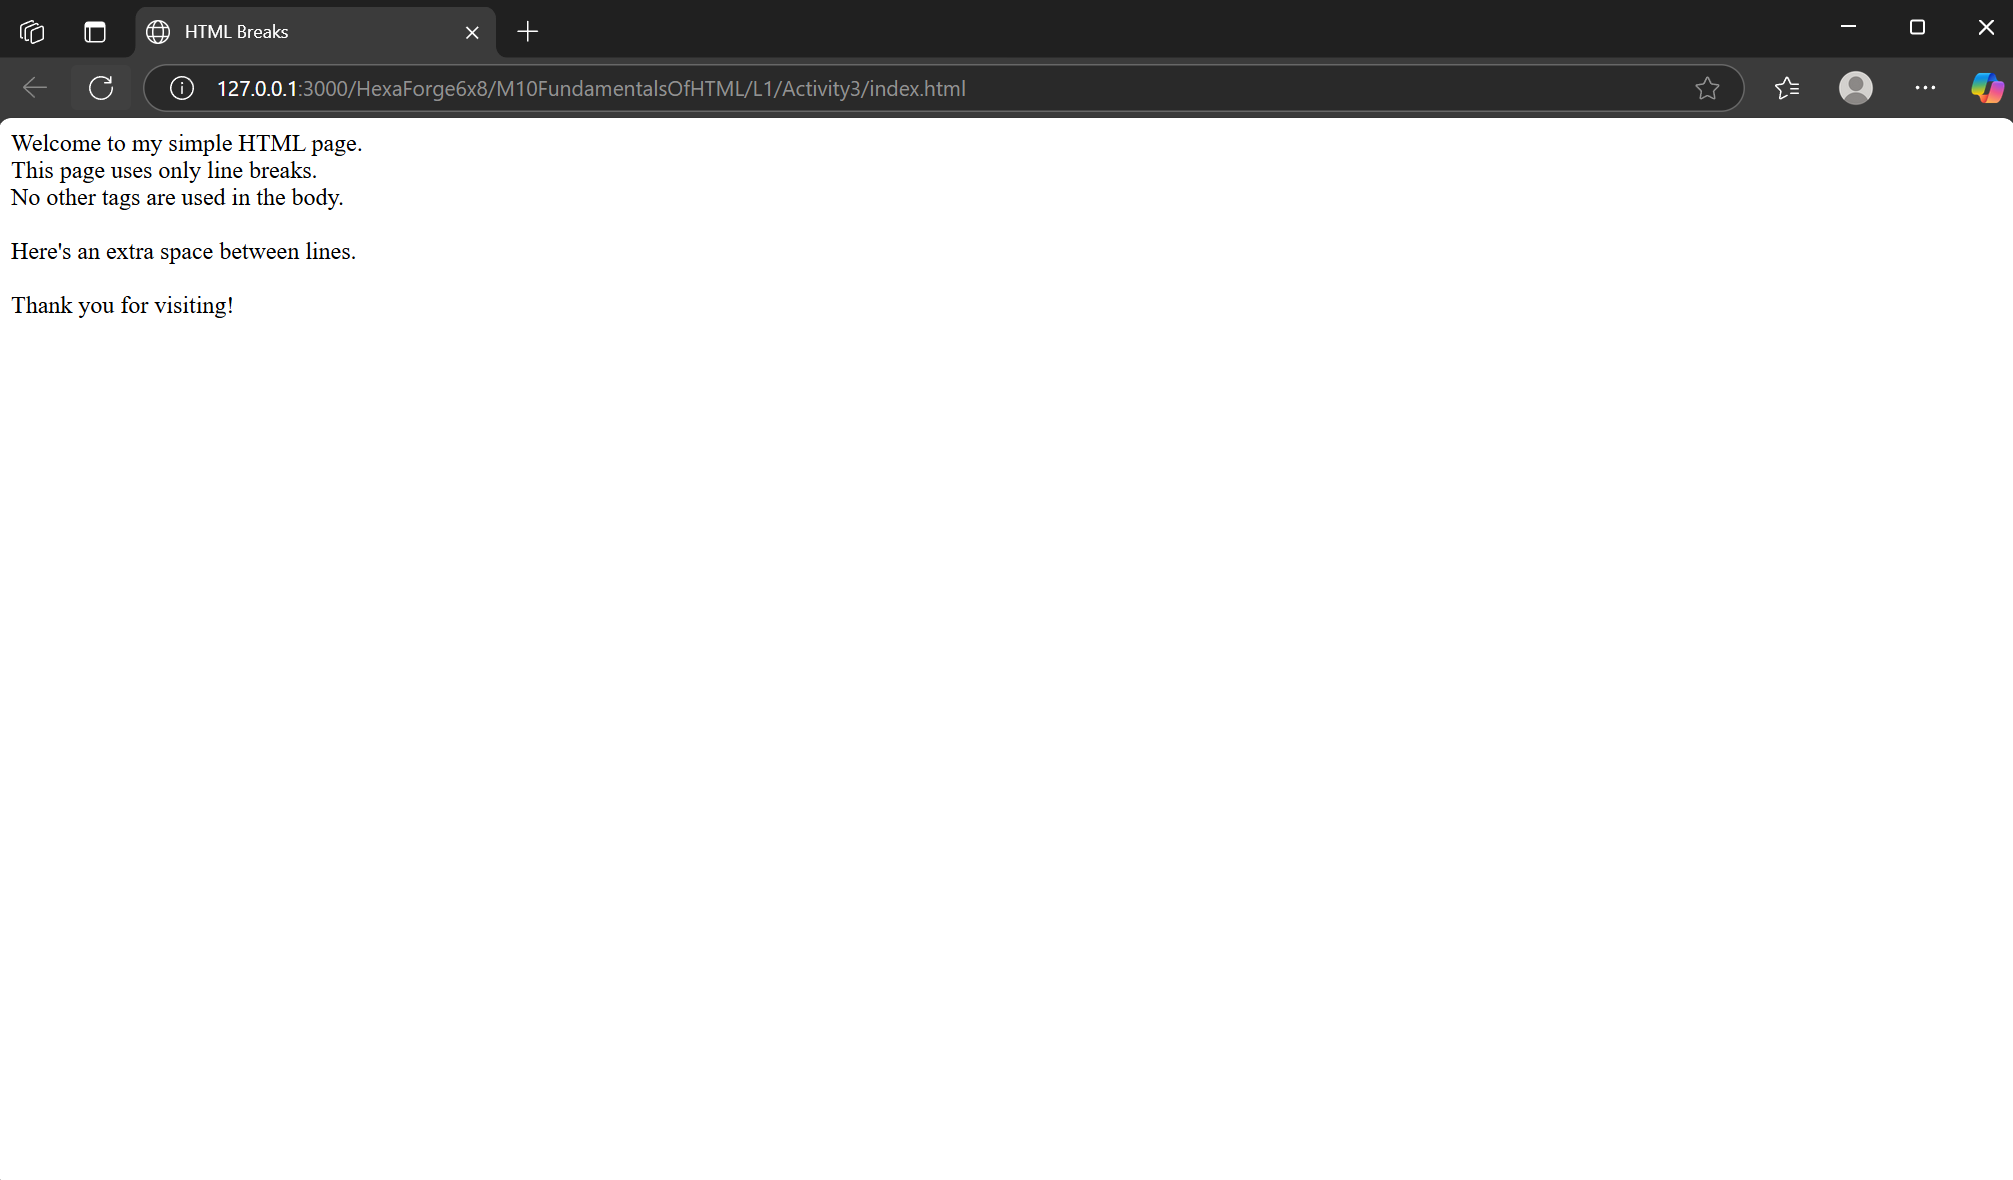 HTML Breaks
127.0.0.1:3000/HexaForge6x8/M10FundamentalsOfHTML/L1/Activity3/index.html
Welcome to my simple HTML page.
This page uses only line breaks.
No other tags are used in the body.
Here's an extra space between lines.
Thank you for visiting!